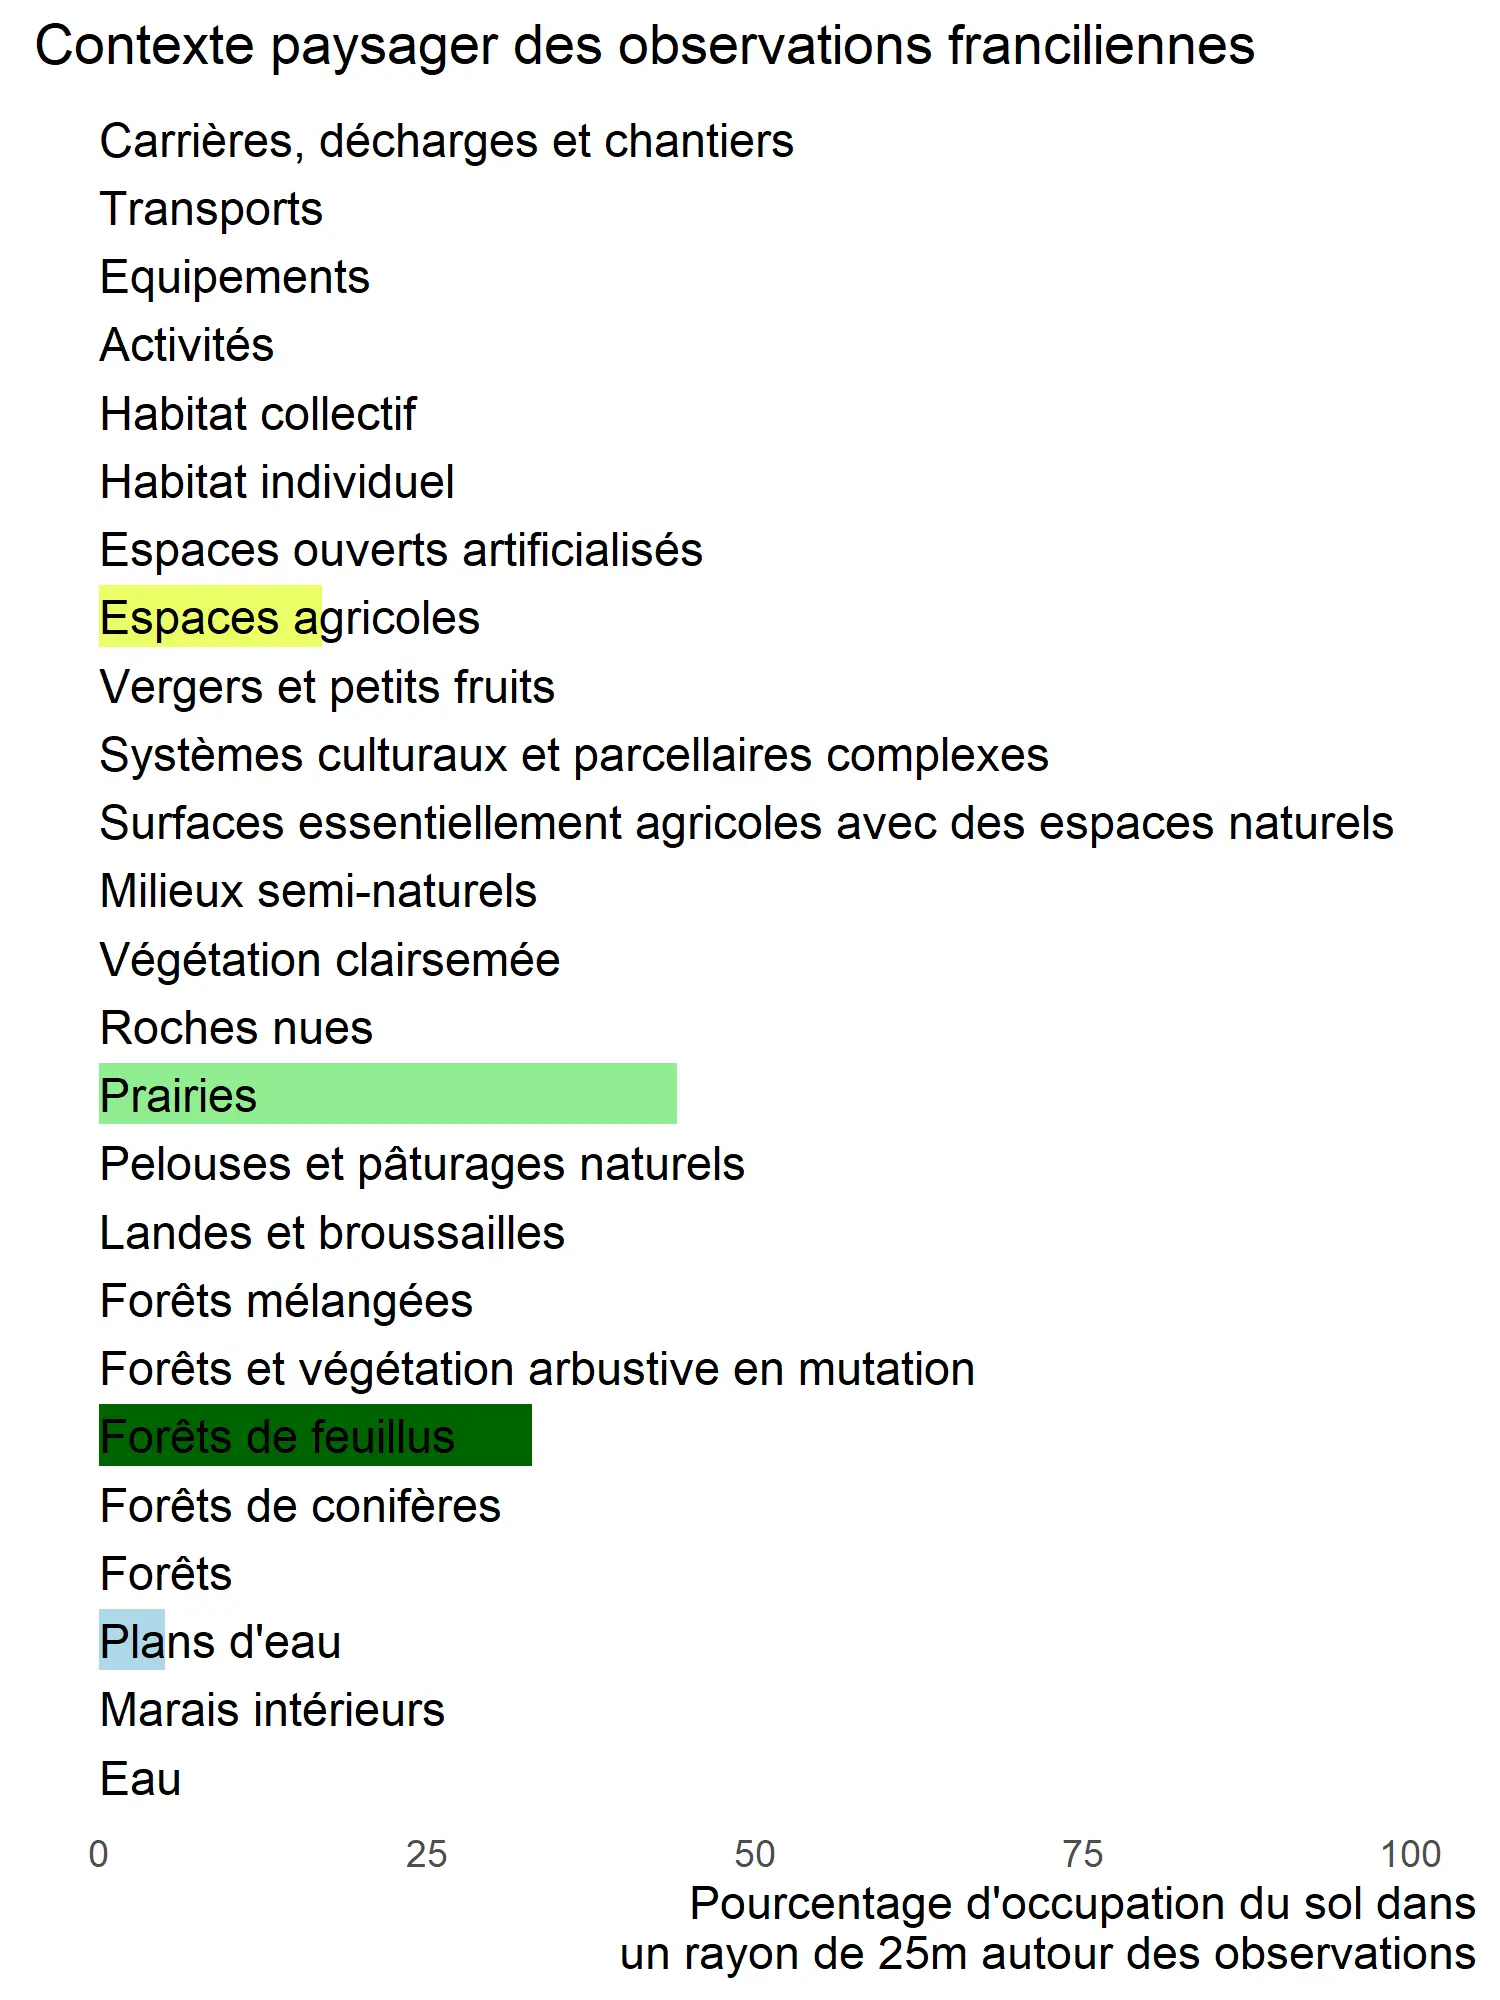 Contexte paysager des observations franciliennes
Carrières, décharges et chantiers
Transports
Equipements
Activités
Habitat collectif
Habitat individuel
Espaces ouverts artificialisés
Espaces agricoles
Vergers et petits fruits
Systèmes culturaux et parcellaires complexes
Surfaces essentiellement agricoles avec des espaces naturels
Milieux semi-naturels
Végétation clairsemée
Roches nues
Prairies
Pelouses et pâturages naturels
Landes et broussailles
Forêts mélangées
Forêts et végétation arbustive en mutation
Forêts de feuillus
Forêts de conifères
Forêts
Plans d'eau
Marais intérieurs
Eau
0 25 50 75 100
Pourcentage d'occupation du sol dans
un rayon de 25m autour des observations